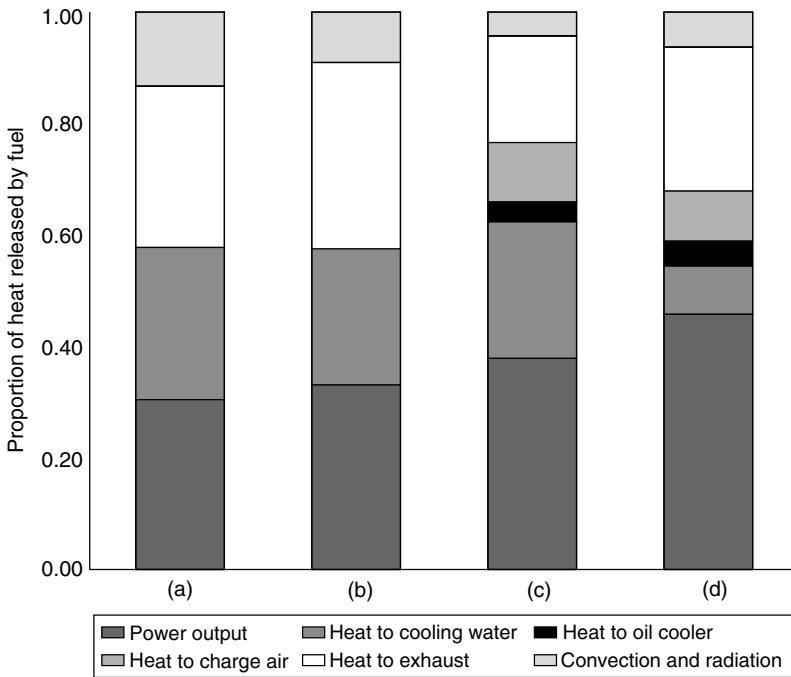 Proportion of heat released by fuel
1.00
0.80
0.60
0.40
0.20
0.00
(a) (b) (c) (d)
Power output Heat to cooling water Heat to oil cooler
Heat to charge air Heat to exhaust Convection and radiation